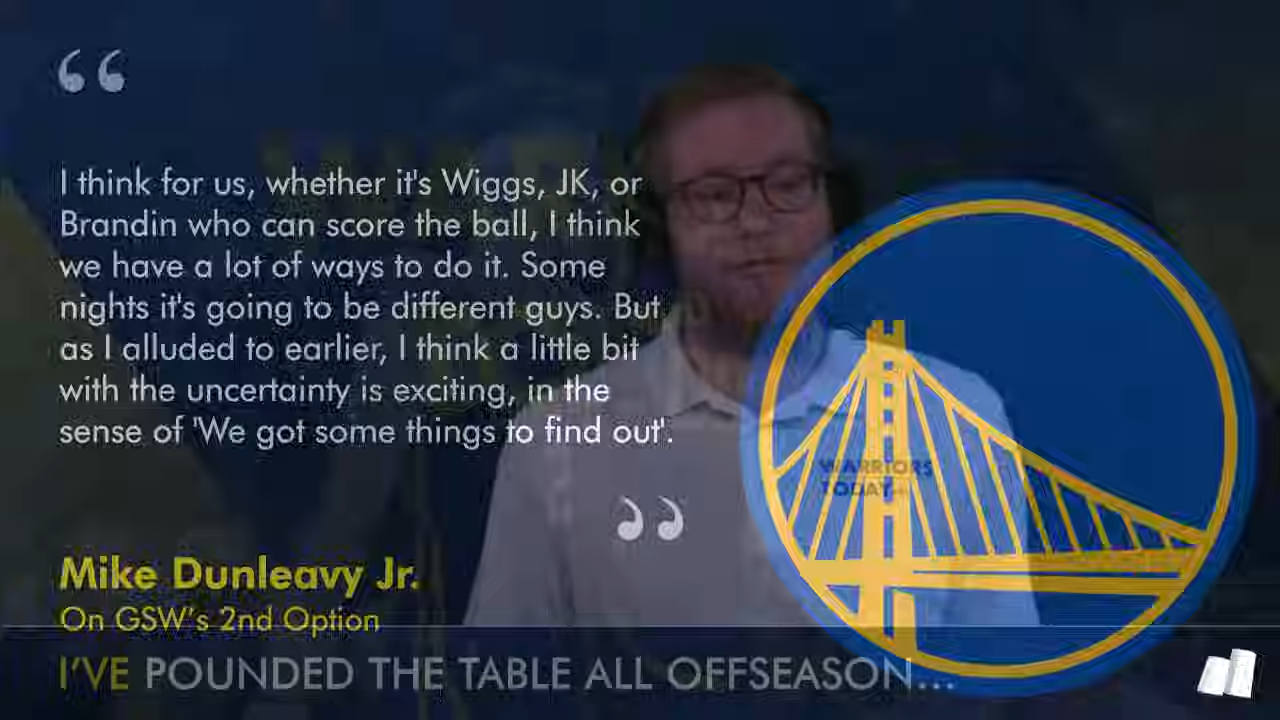 “
I think for us, whether it's Wiggs, JK, or
Brandin who can score the ball, I think
we have a lot of ways to do it. Some
nights it's going to be different guys. But
as I alluded to earlier, I think a little bit
with the uncertainty is exciting, in the
sense of 'We got some things to find out'.
”
WARRIORS
TODAY
Mike Dunleavy Jr.
On GSW's 2nd Option
I'VE POUNDED THE TABLE ALL OFFSEASON...